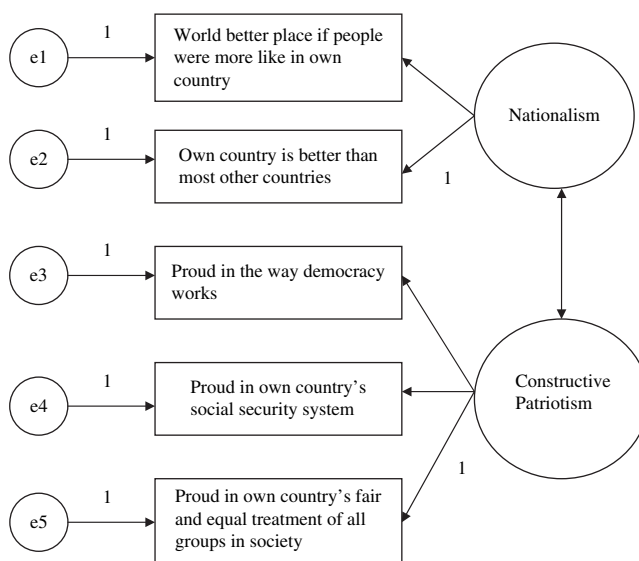 1
e1
World better place if people
were more like in own
country
Nationalism
1
e2
Own country is better than
most other countries
1
1
e3
Proud in the way democracy
works
1
e4
Proud in own country's
social security system
Constructive
Patriotism
1
1
e5
Proud in own country's fair
and equal treatment of all
groups in society